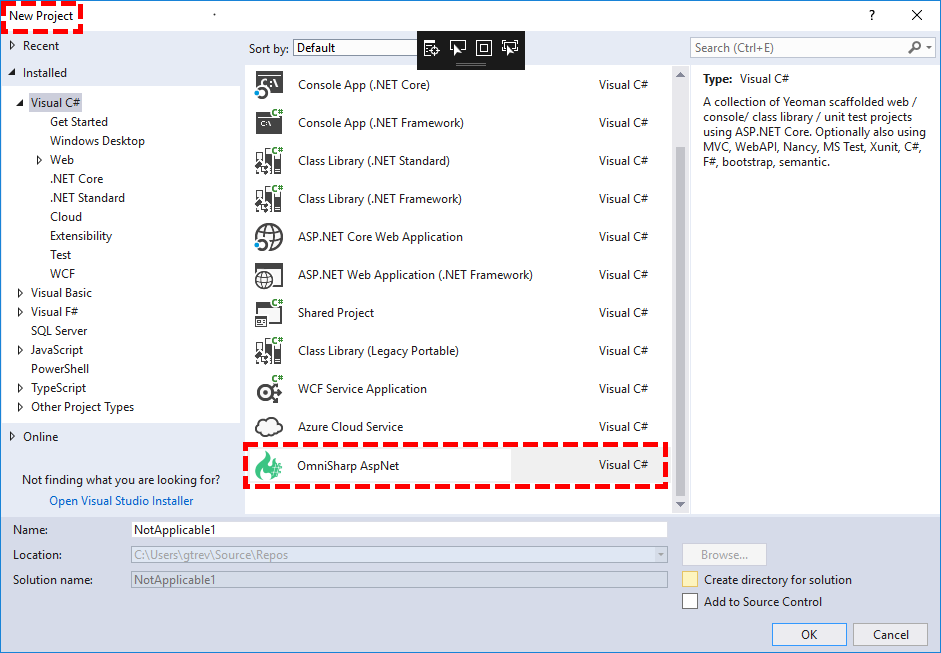 New Project
?
Recent
Installed
Visual C#
Get Started
Windows Desktop
Web
.NET Core
.NET Standard
Cloud
Extensibility
Test
WCF
Visual Basic
Visual F#
SQL Server
JavaScript
PowerShell
TypeScript
Other Project Types
Online
Not finding what you are looking for?
Open Visual Studio Installer
Sort by: Default
Console App (.NET Core) Visual C#
Console App (.NET Framework) Visual C#
Class Library (.NET Standard) Visual C#
Class Library (.NET Framework) Visual C#
ASP.NET Core Web Application Visual C#
ASP.NET Web Application (.NET Framework) Visual C#
Shared Project Visual C#
Class Library (Legacy Portable) Visual C#
WCF Service Application Visual C#
Azure Cloud Service Visual C#
OmniSharp AspNet Visual C#
Search (Ctrl+E)
Type: Visual C#
A collection of Yeoman scaffolded web /
console/ class library / unit test projects
using ASP.NET Core. Optionally also using
MVC, WebAPI, Nancy, MS Test, Xunit, C#,
F#, bootstrap, semantic.
Name: NotApplicable1
Location: C:\Users\gtrev\Source\Repos
Browse...
Solution name: NotApplicable1
Create directory for solution
Add to Source Control
OK
Cancel